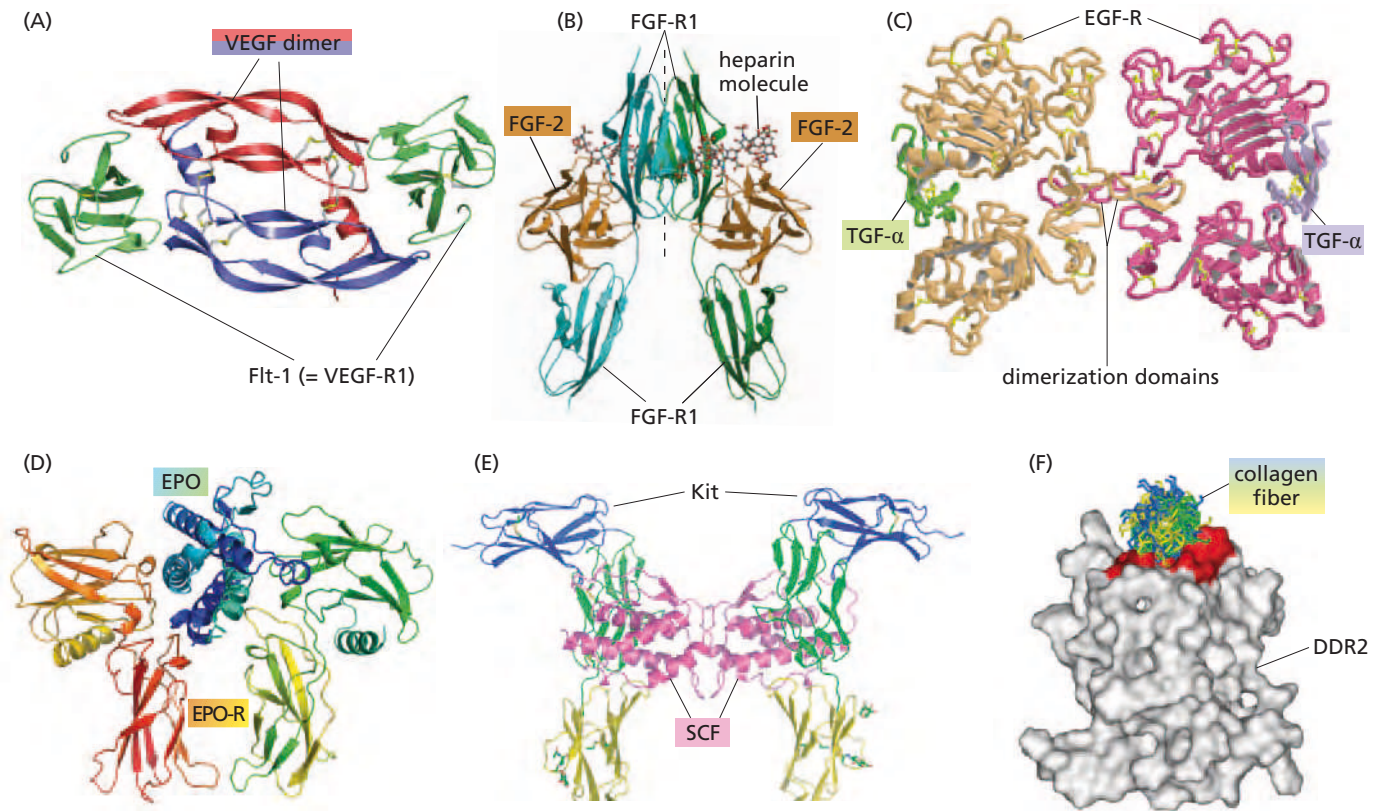 (A)
VEGF dimer
Flt-1 (= VEGF-R1)
(B)
FGF-R1
heparin
molecule
FGF-2
FGF-2
FGF-R1
(C)
EGF-R
TGF-α
TGF-α
dimerization domains
(D)
EPO
EPO-R
(E)
Kit
SCF
(F)
collagen
fiber
DDR2